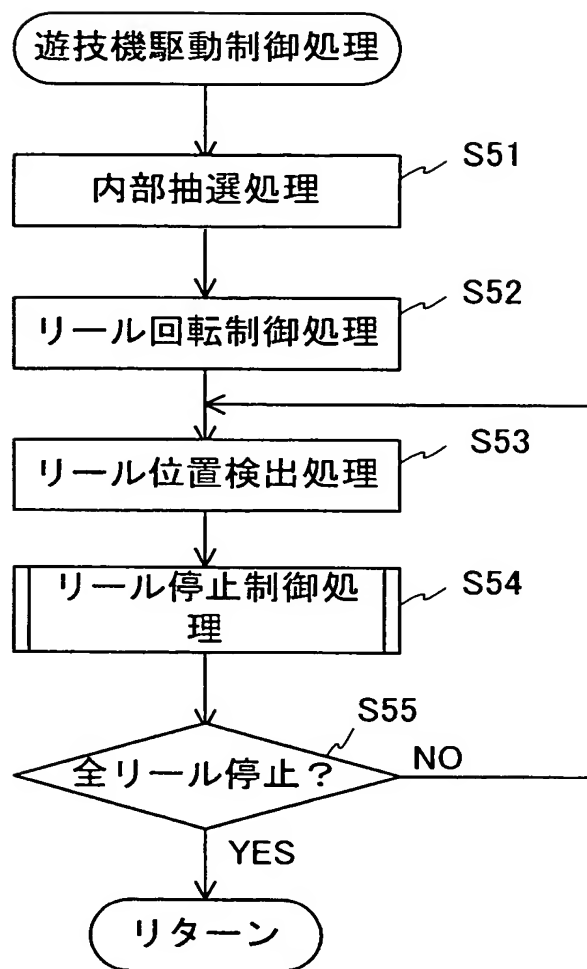 遊技機駆動制御処理
内部抽選処理
S51
リール回転制御処理
S52
リール位置検出処理
S53
リール停止制御処
理
S54
全リール停止?
S55
NO
YES
リターン